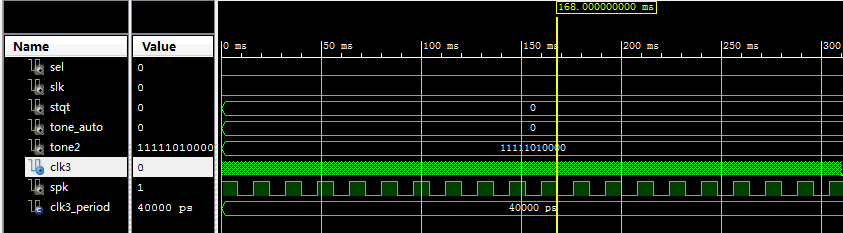 168.000000000 ms
Name Value 0 ms 50 ms 100 ms 150 ms 200 ms 250 ms 300
sel 0
slk 0
stqt 0 0
tone_auto 0 0
tone2 11111010000 11111010000
clk3 0
spk 1
clk3_period 40000 ps 40000 ps